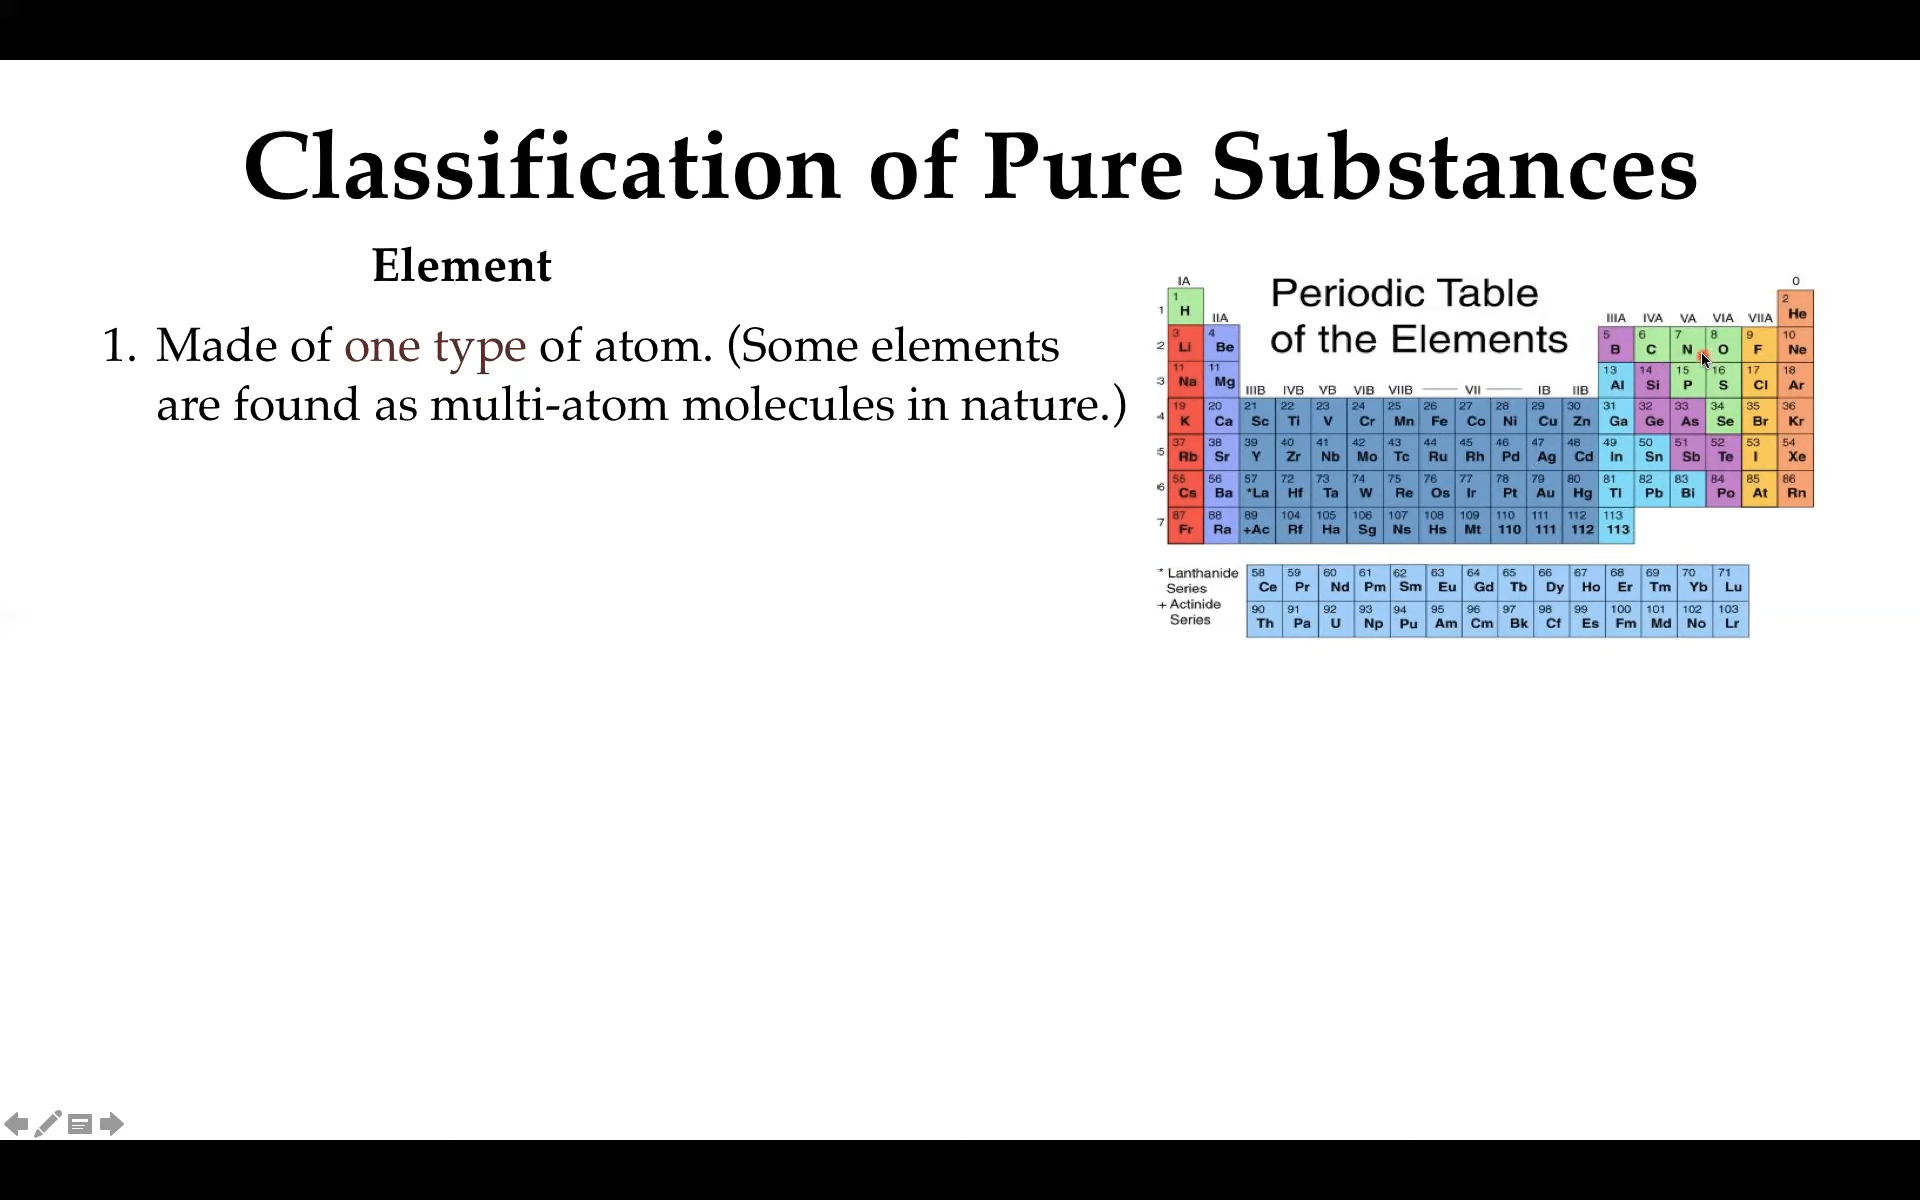 Classification of Pure Substances
Element
1. Made of one type of atom. (Some elements
are found as multi-atom molecules in nature.)
Periodic Table
of the Elements
IA 0
1 1 H 2 He
IIA IIIA IVA VA VIA VIIA
2 3 Li 4 Be 5 B 6 C 7 N 8 O 9 F 10 Ne
3 11 Na 11 Mg 13 Al 14 Si 15 P 16 S 17 Cl 18 Ar
IIIB IVB VB VIB VIIB VII IB IIB
4 19 K 20 Ca 21 Sc 22 Ti 23 V 24 Cr 25 Mn 26 Fe 27 Co 28 Ni 29 Cu 30 Zn 31 Ga 32 Ge 33 As 34 Se 35 Br 36 Kr
5 37 Rb 38 Sr 39 Y 40 Zr 41 Nb 42 Mo 43 Tc 44 Ru 45 Rh 46 Pd 47 Ag 48 Cd 49 In 50 Sn 51 Sb 52 Te 53 I 54 Xe
6 55 Cs 56 Ba 57 *La 72 Hf 73 Ta 74 W 75 Re 76 Os 77 Ir 78 Pt 79 Au 80 Hg 81 Tl 82 Pb 83 Bi 84 Po 85 At 86 Rn
7 87 Fr 88 Ra 89 +Ac 104 Rf 105 Ha 106 Sg 107 Ns 108 Hs 109 Mt 110 110 111 111 112 112 113 113
* Lanthanide
Series
58 Ce 59 Pr 60 Nd 61 Pm 62 Sm 63 Eu 64 Gd 65 Tb 66 Dy 67 Ho 68 Er 69 Tm 70 Yb 71 Lu
+ Actinide
Series
90 Th 91 Pa 92 U 93 Np 94 Pu 95 Am 96 Cm 97 Bk 98 Cf 99 Es 100 Fm 101 Md 102 No 103 Lr